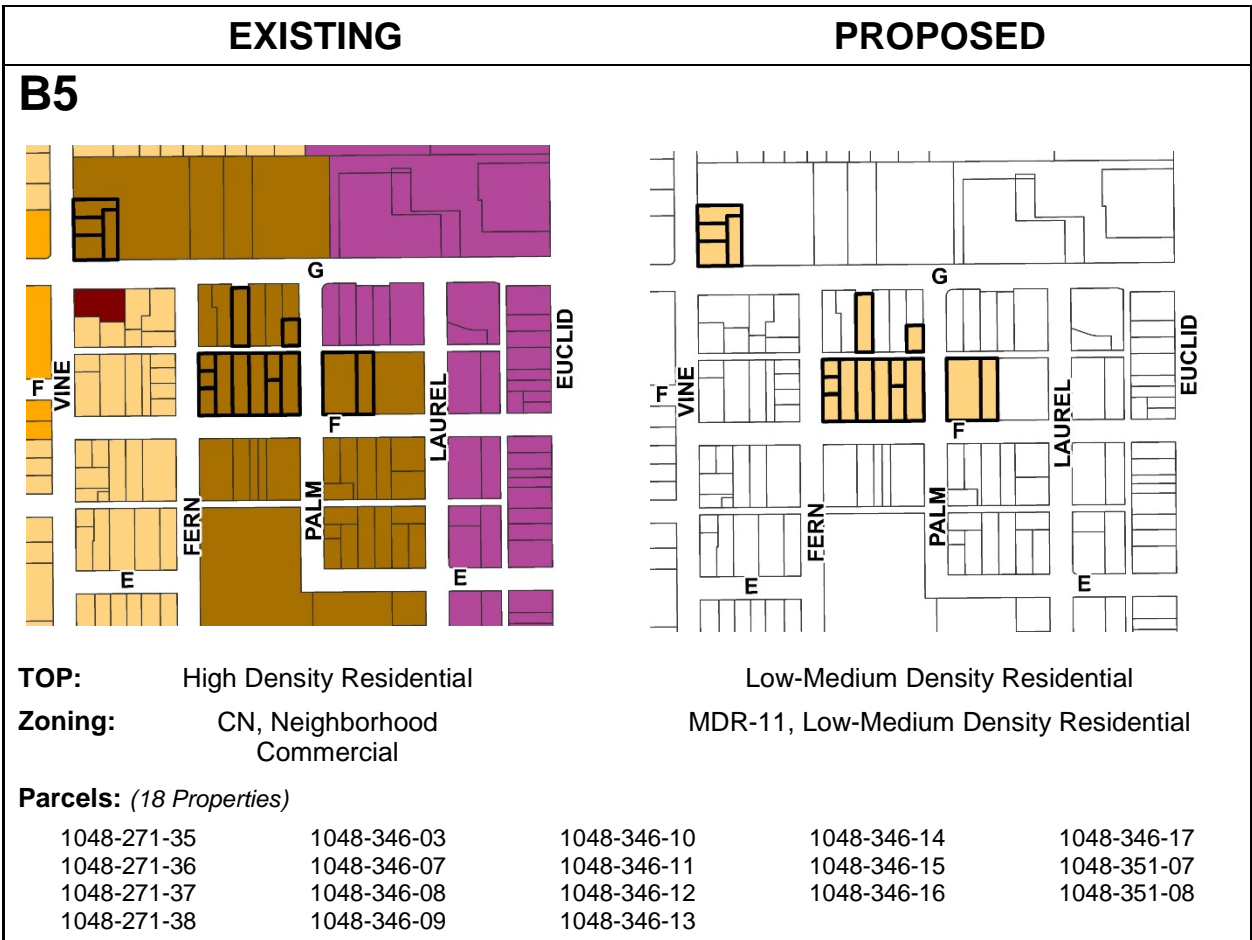 EXISTING PROPOSED
B5
G
F
VINE
EUCLID
LAUREL
F
FERN
PALM
E
E
G
F
VINE
EUCLID
LAUREL
F
FERN
PALM
E
E
TOP: High Density Residential Low-Medium Density Residential
Zoning: CN, Neighborhood MDR-11, Low-Medium Density Residential
Commercial
Parcels: (18 Properties)
1048-271-35 1048-346-03 1048-346-10 1048-346-14 1048-346-17
1048-271-36 1048-346-07 1048-346-11 1048-346-15 1048-351-07
1048-271-37 1048-346-08 1048-346-12 1048-346-16 1048-351-08
1048-271-38 1048-346-09 1048-346-13